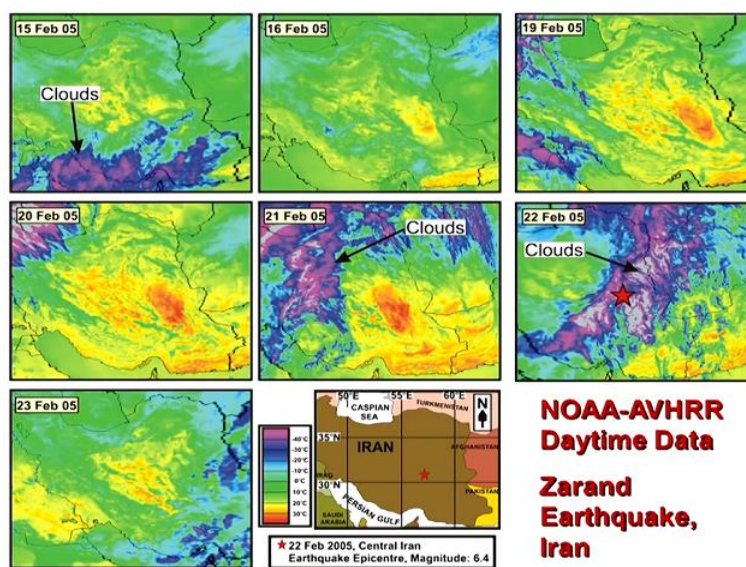 15 Feb 05
Clouds
16 Feb 05
19 Feb 05
20 Feb 05
21 Feb 05
Clouds
22 Feb 05
Clouds
23 Feb 05
-40°C
-30°C
-20°C
-10°C
0°C
10°C
20°C
30°C
50°E 55°E 60°E
CASPIAN
SEA
TURKMENISTAN
N
35°N
IRAN
AFGHANISTAN
IRAQ
30°N
PAKISTAN
PERSIAN GULF
SAUDI
ARABIA
22 Feb 2005, Central Iran
Earthquake Epicentre, Magnitude: 6.4
NOAA-AVHRR
Daytime Data
Zarand
Earthquake,
Iran